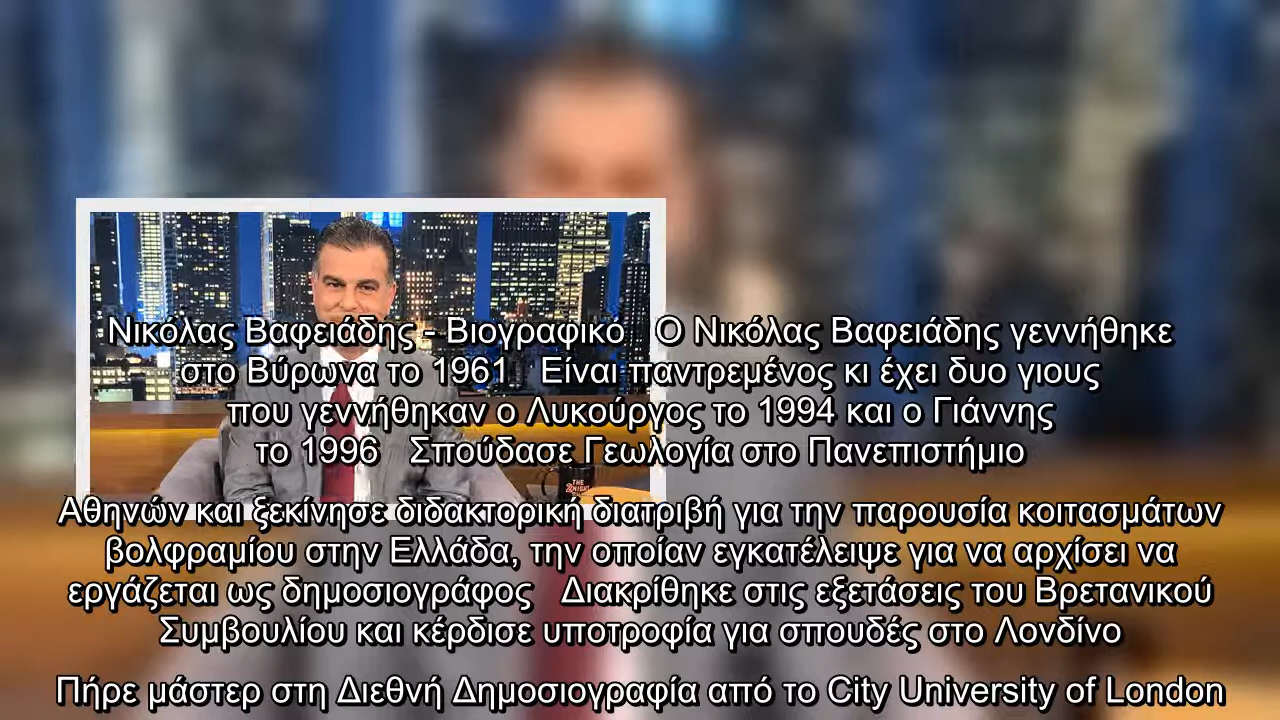 Νικόλας Βαφειάδης - Βιογραφικό   Ο Νικόλας Βαφειάδης γεννήθηκε
στο Βύρωνα το 1961   Είναι παντρεμένος κι έχει δυο γιους
που γεννήθηκαν ο Λυκούργος το 1994 και ο Γιάννης
το 1996   Σπούδασε Γεωλογία στο Πανεπιστήμιο
THE
2NIGHT
Αθηνών και ξεκίνησε διδακτορική διατριβή για την παρουσία κοιτασμάτων
βολφραμίου στην Ελλάδα, την οποίαν εγκατέλειψε για να αρχίσει να
εργάζεται ως δημοσιογράφος   Διακρίθηκε στις εξετάσεις του Βρετανικού
Συμβουλίου και κέρδισε υποτροφία για σπουδές στο Λονδίνο
Πήρε μάστερ στη Διεθνή Δημοσιογραφία από το City University of London